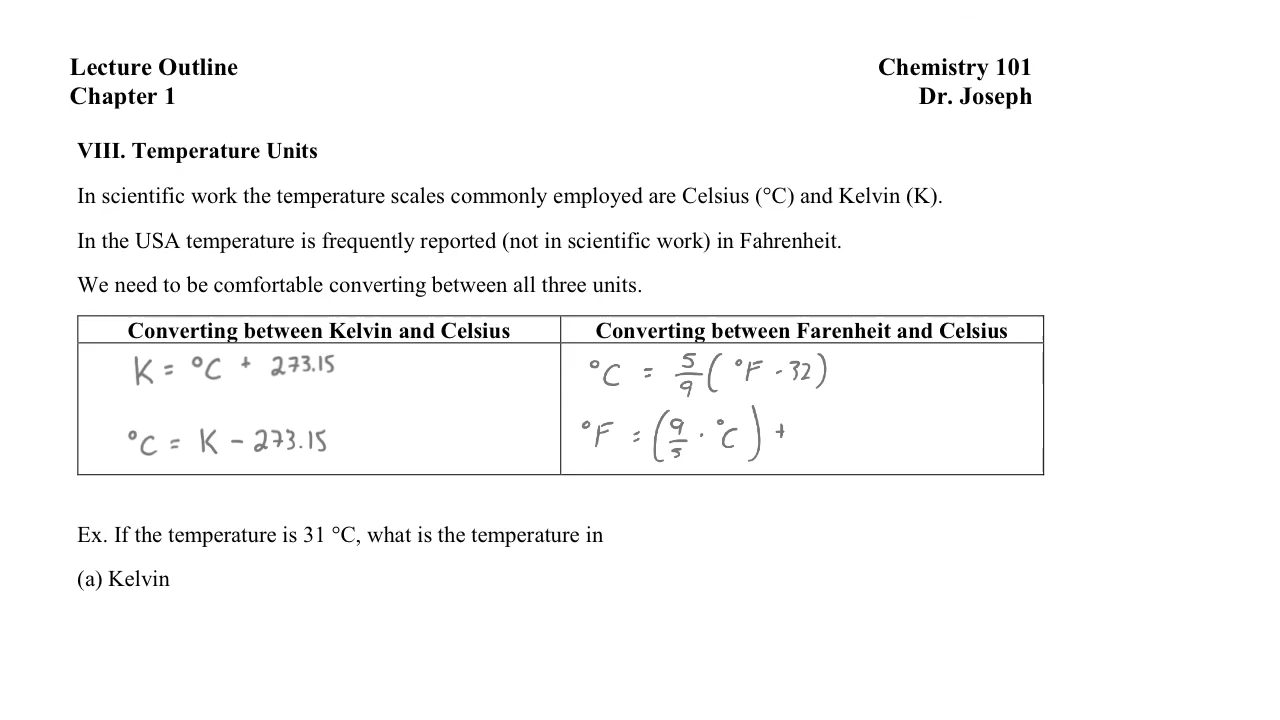 Lecture Outline
Chemistry 101
Chapter 1
Dr. Joseph
VIII. Temperature Units
In scientific work the temperature scales commonly employed are Celsius (°C) and Kelvin (K).
In the USA temperature is frequently reported (not in scientific work) in Fahrenheit.
We need to be comfortable converting between all three units.
Converting between Kelvin and Celsius
K = °C + 273.15
°C = K - 273.15
Converting between Farenheit and Celsius
°C = 5/9 ( °F - 32)
°F = (9/5 · °C) +
Ex. If the temperature is 31 °C, what is the temperature in
(a) Kelvin